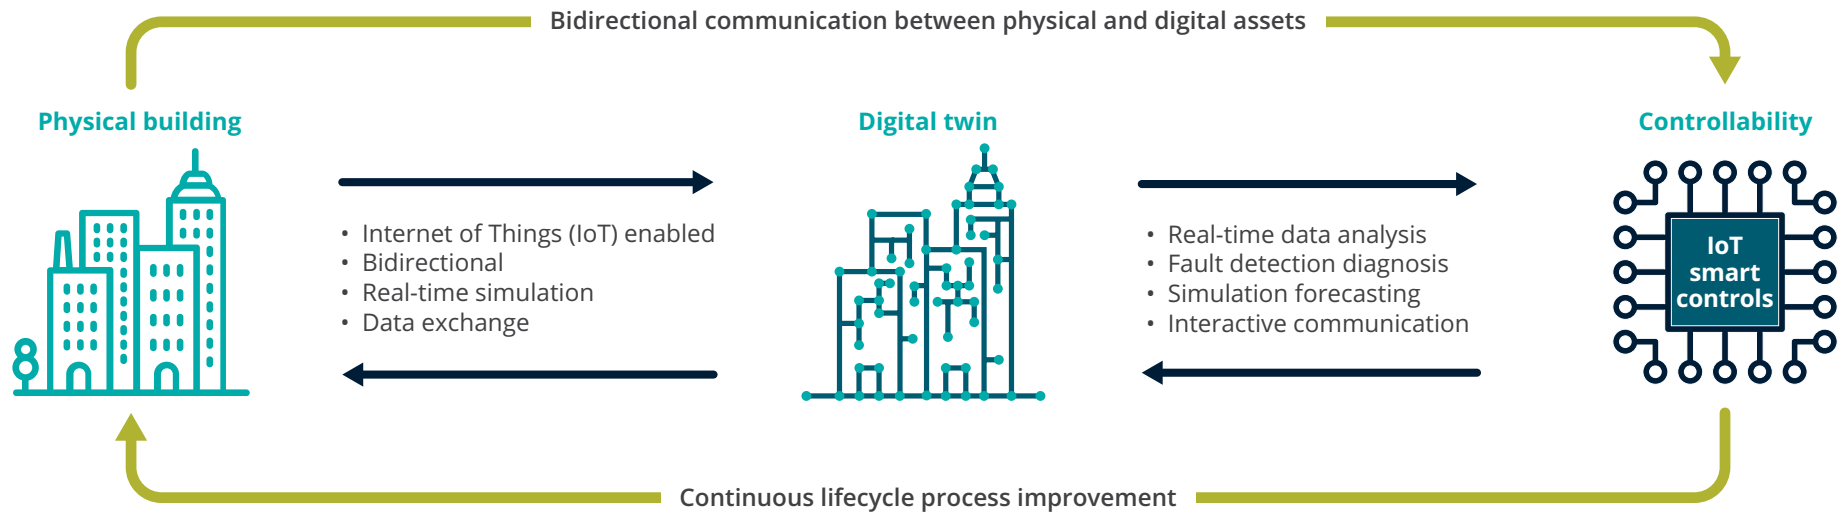 Bidirectional communication between physical and digital assets
Physical building
Digital twin
Controllability
• Internet of Things (IoT) enabled
• Bidirectional
• Real-time simulation
• Data exchange
• Real-time data analysis
• Fault detection diagnosis
• Simulation forecasting
• Interactive communication
IoT
smart
controls
Continuous lifecycle process improvement